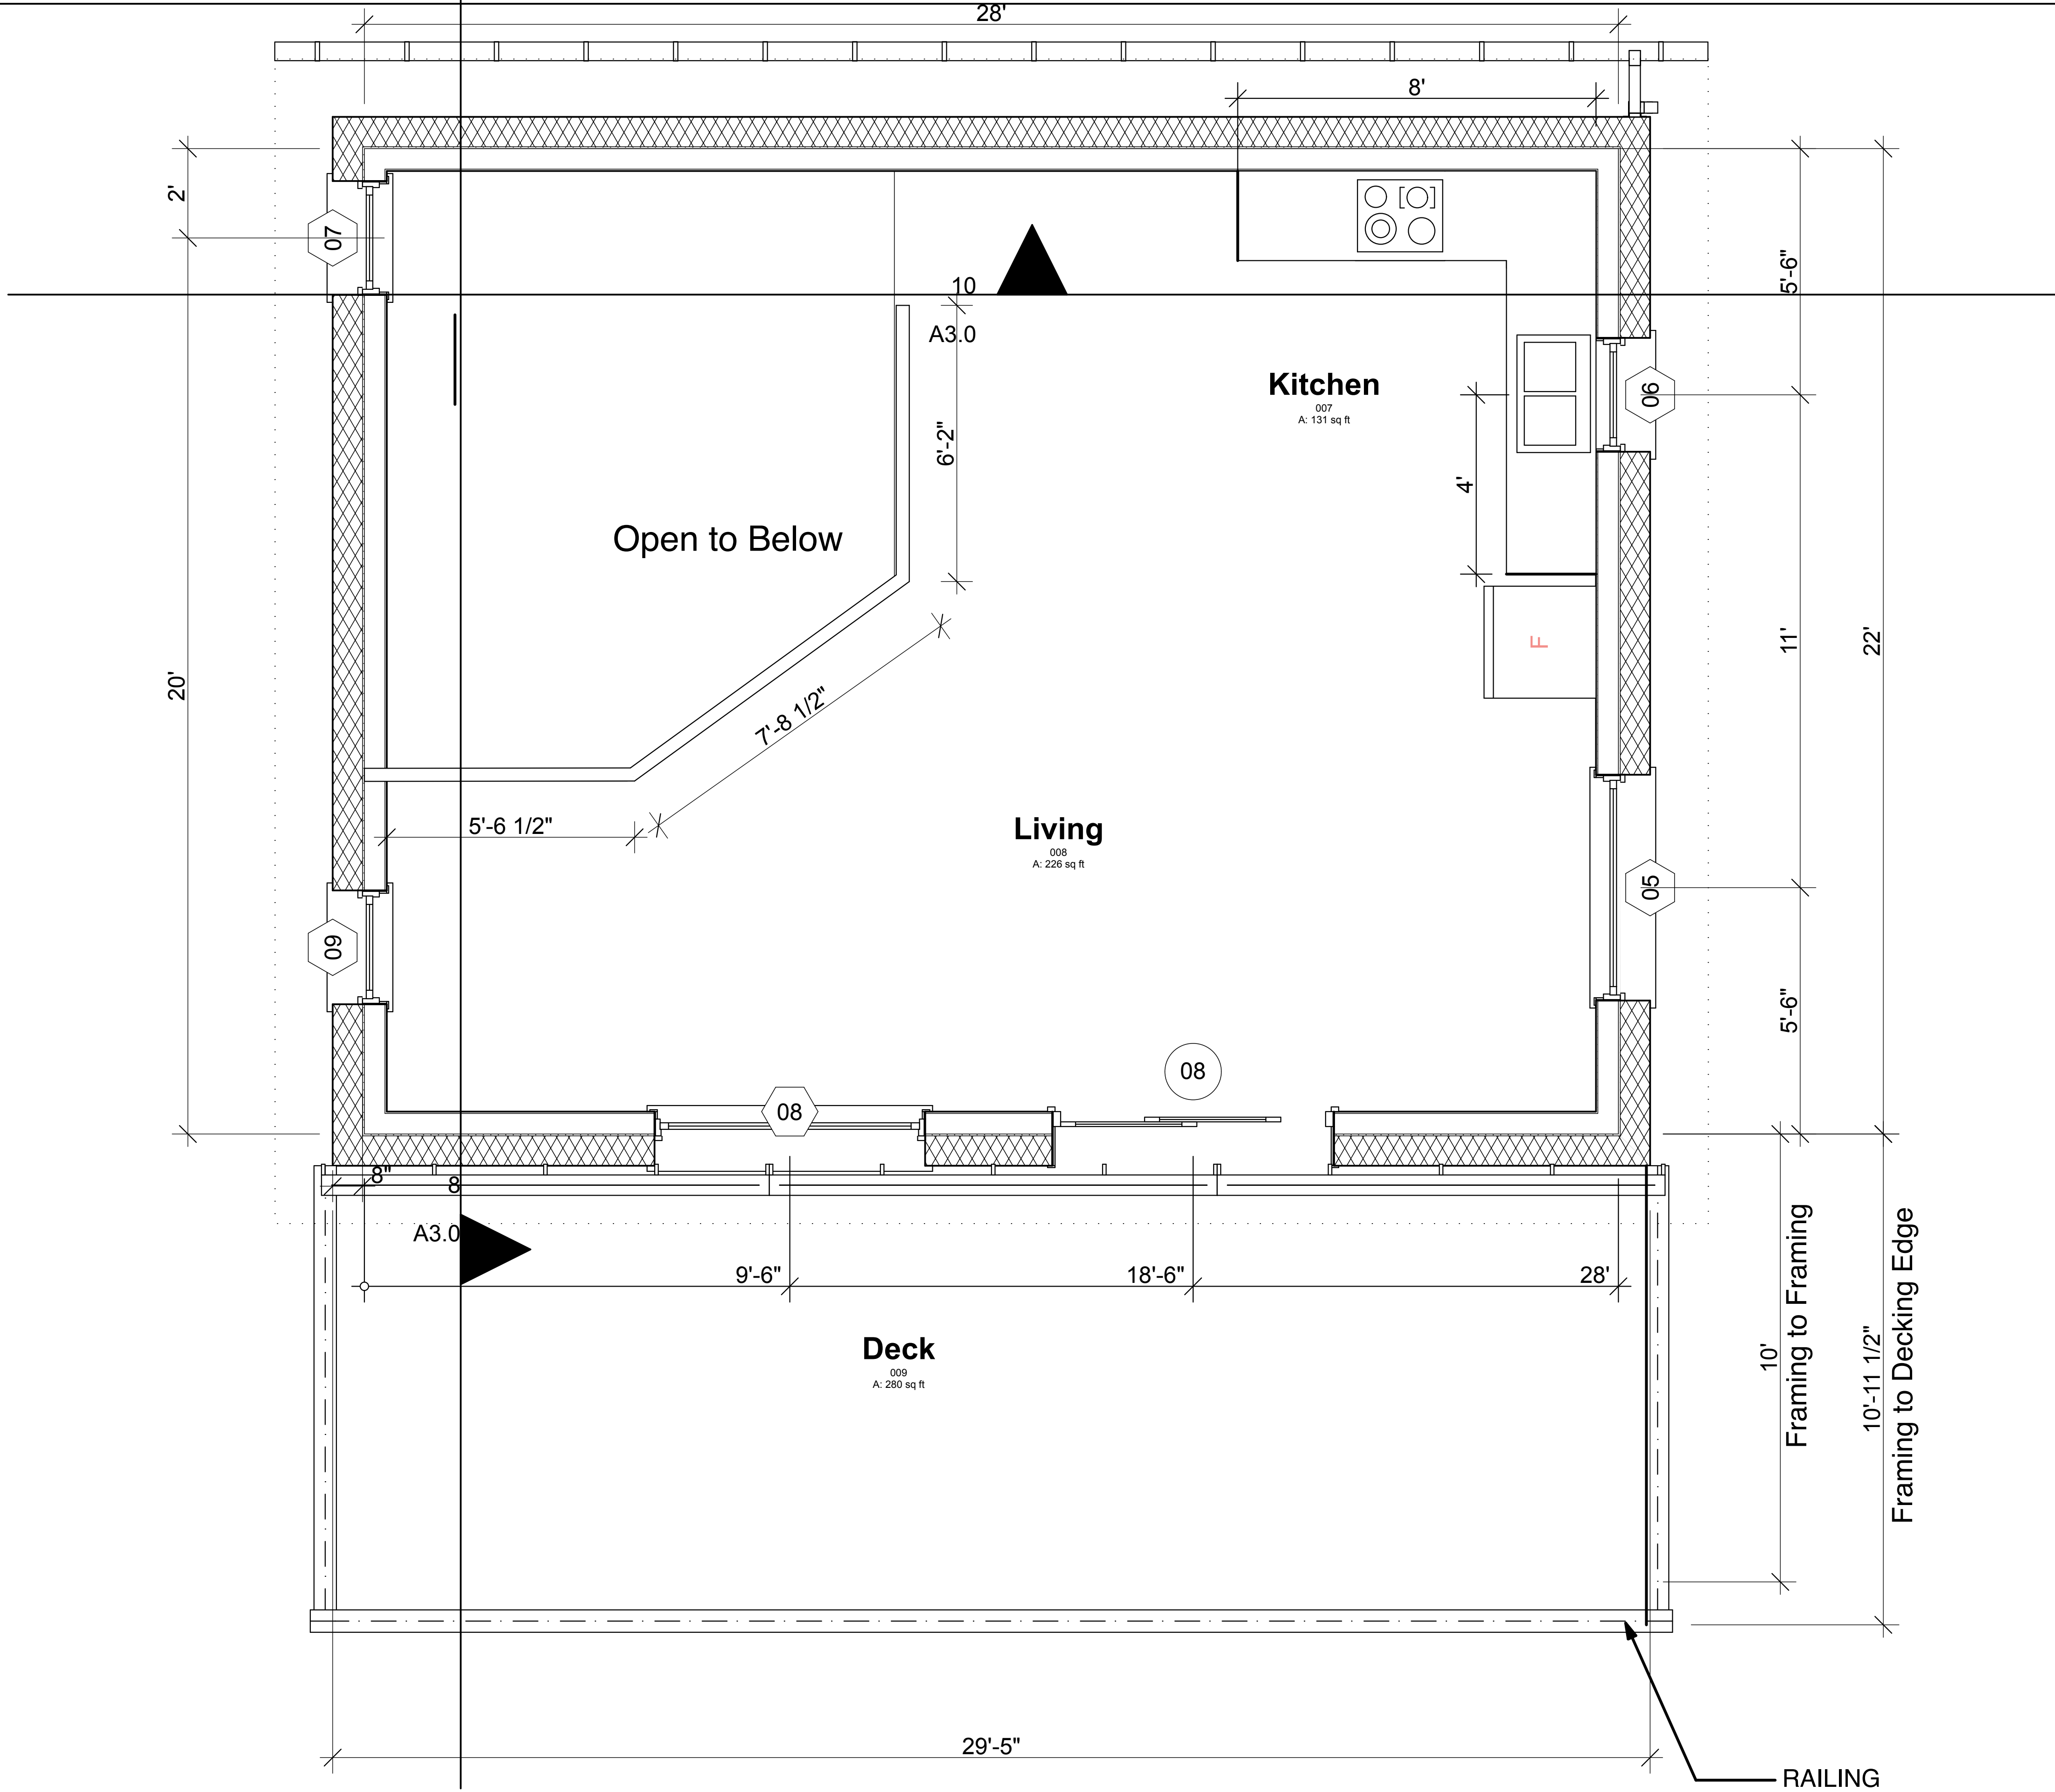 28'
8'
2'
07
5'-6"
10
A3.0
Kitchen
007
A: 131 sq ft
06
6'-2"
4'
Open to Below
F
11'
22'
20'
7'-8 1/2"
5'-6 1/2"
Living
008
A: 226 sq ft
05
09
5'-6"
08
08
8"
8
A3.0
9'-6"
18'-6"
28'
Deck
009
A: 280 sq ft
10'
Framing to Framing
10'-11 1/2"
Framing to Decking Edge
29'-5"
RAILING